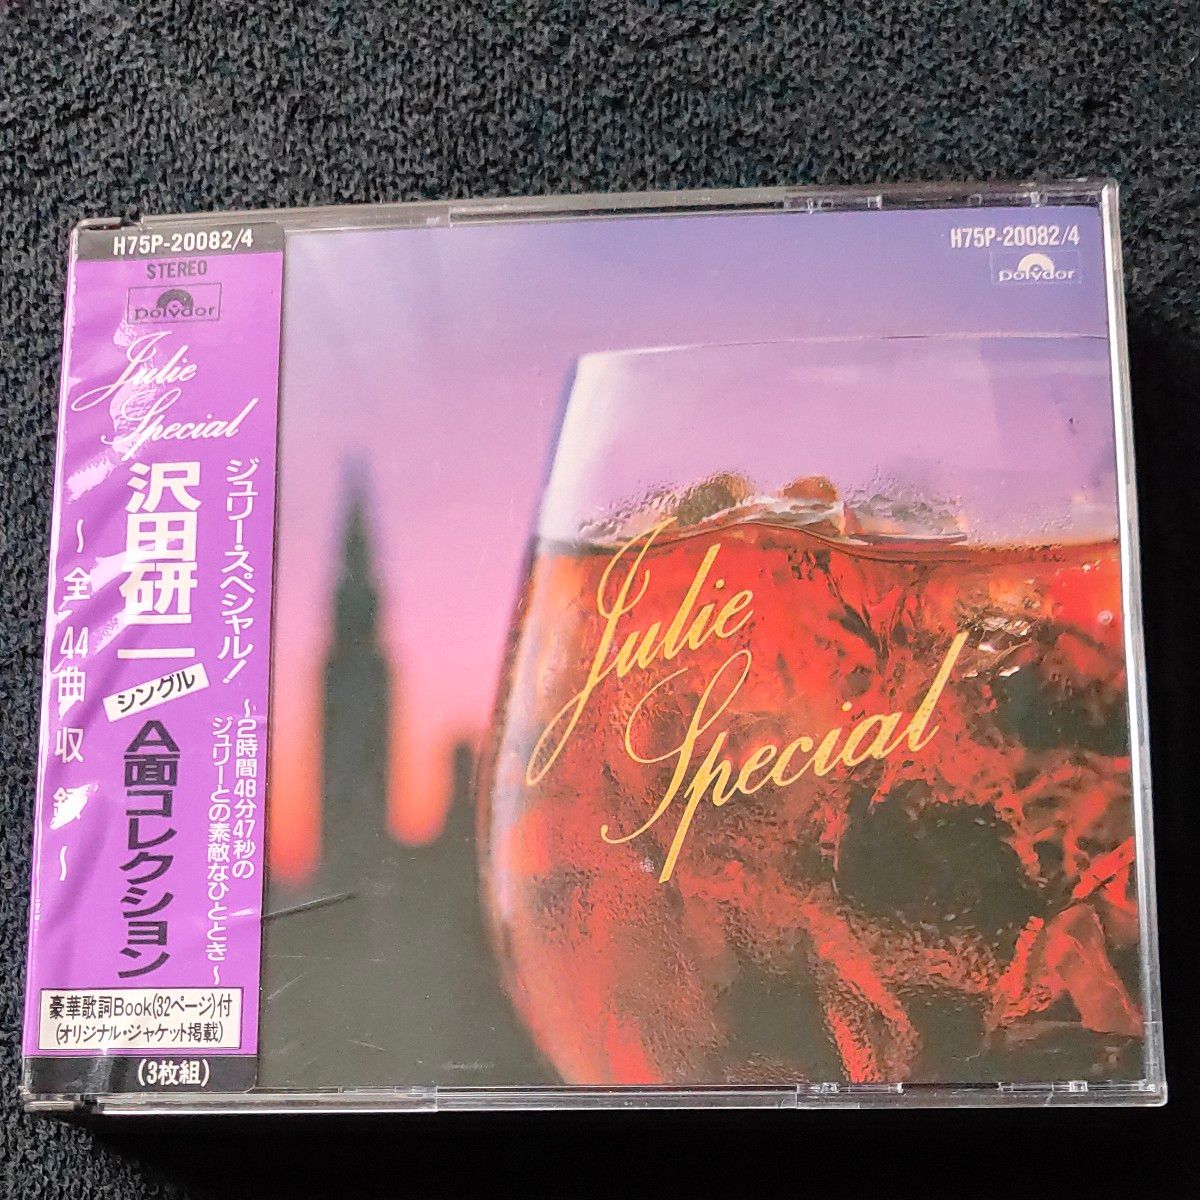 H75P-20082/4
STEREO
polydor
Julie
Special
ジュリー・スペシャル!
沢田研二
シングル
A面コレクション
~2時間48分47秒の
ジュリーとの素敵なひととき~
~全44曲収録~
豪華歌詞Book(32ページ)付
(オリジナル・ジャケット掲載)
(3枚組)
H75P-20082/4
polydor
Julie
Special